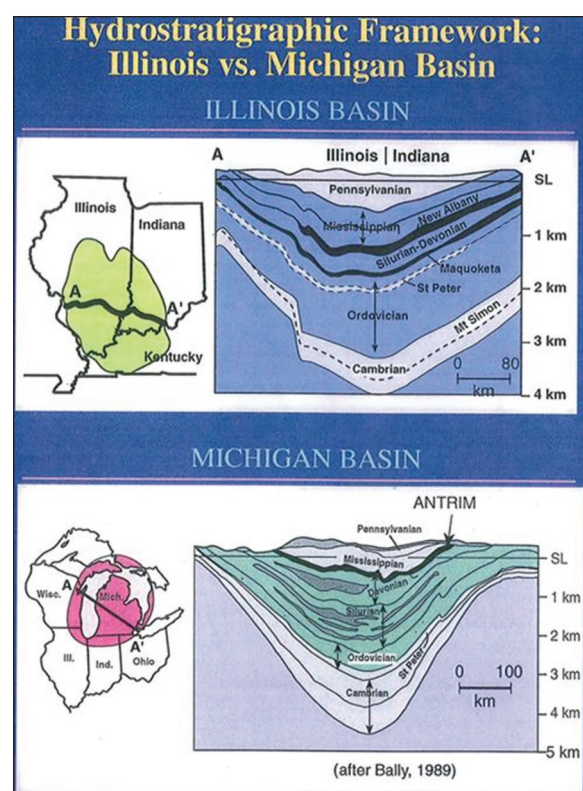 Hydrostratigraphic Framework:
Illinois vs. Michigan Basin
ILLINOIS BASIN
A
Illinois | Indiana
A'
SL
Pennsylvanian
Mississippian
New Albany
Silurian-Devonian
Maquoketa
St Peter
Ordovician
Mt Simon
Cambrian
1 km
2 km
3 km
4 km
0 80
km
Illinois
Indiana
A
A'
Kentucky
MICHIGAN BASIN
ANTRIM
Pennsylvanian
Mississippian
Devonian
Silurian
Ordovician
St Peter
Cambrian
SL
1 km
2 km
3 km
4 km
5 km
0 100
km
A
Wisc.
Mich.
A'
Ill.
Ind.
Ohio
(after Bally, 1989)